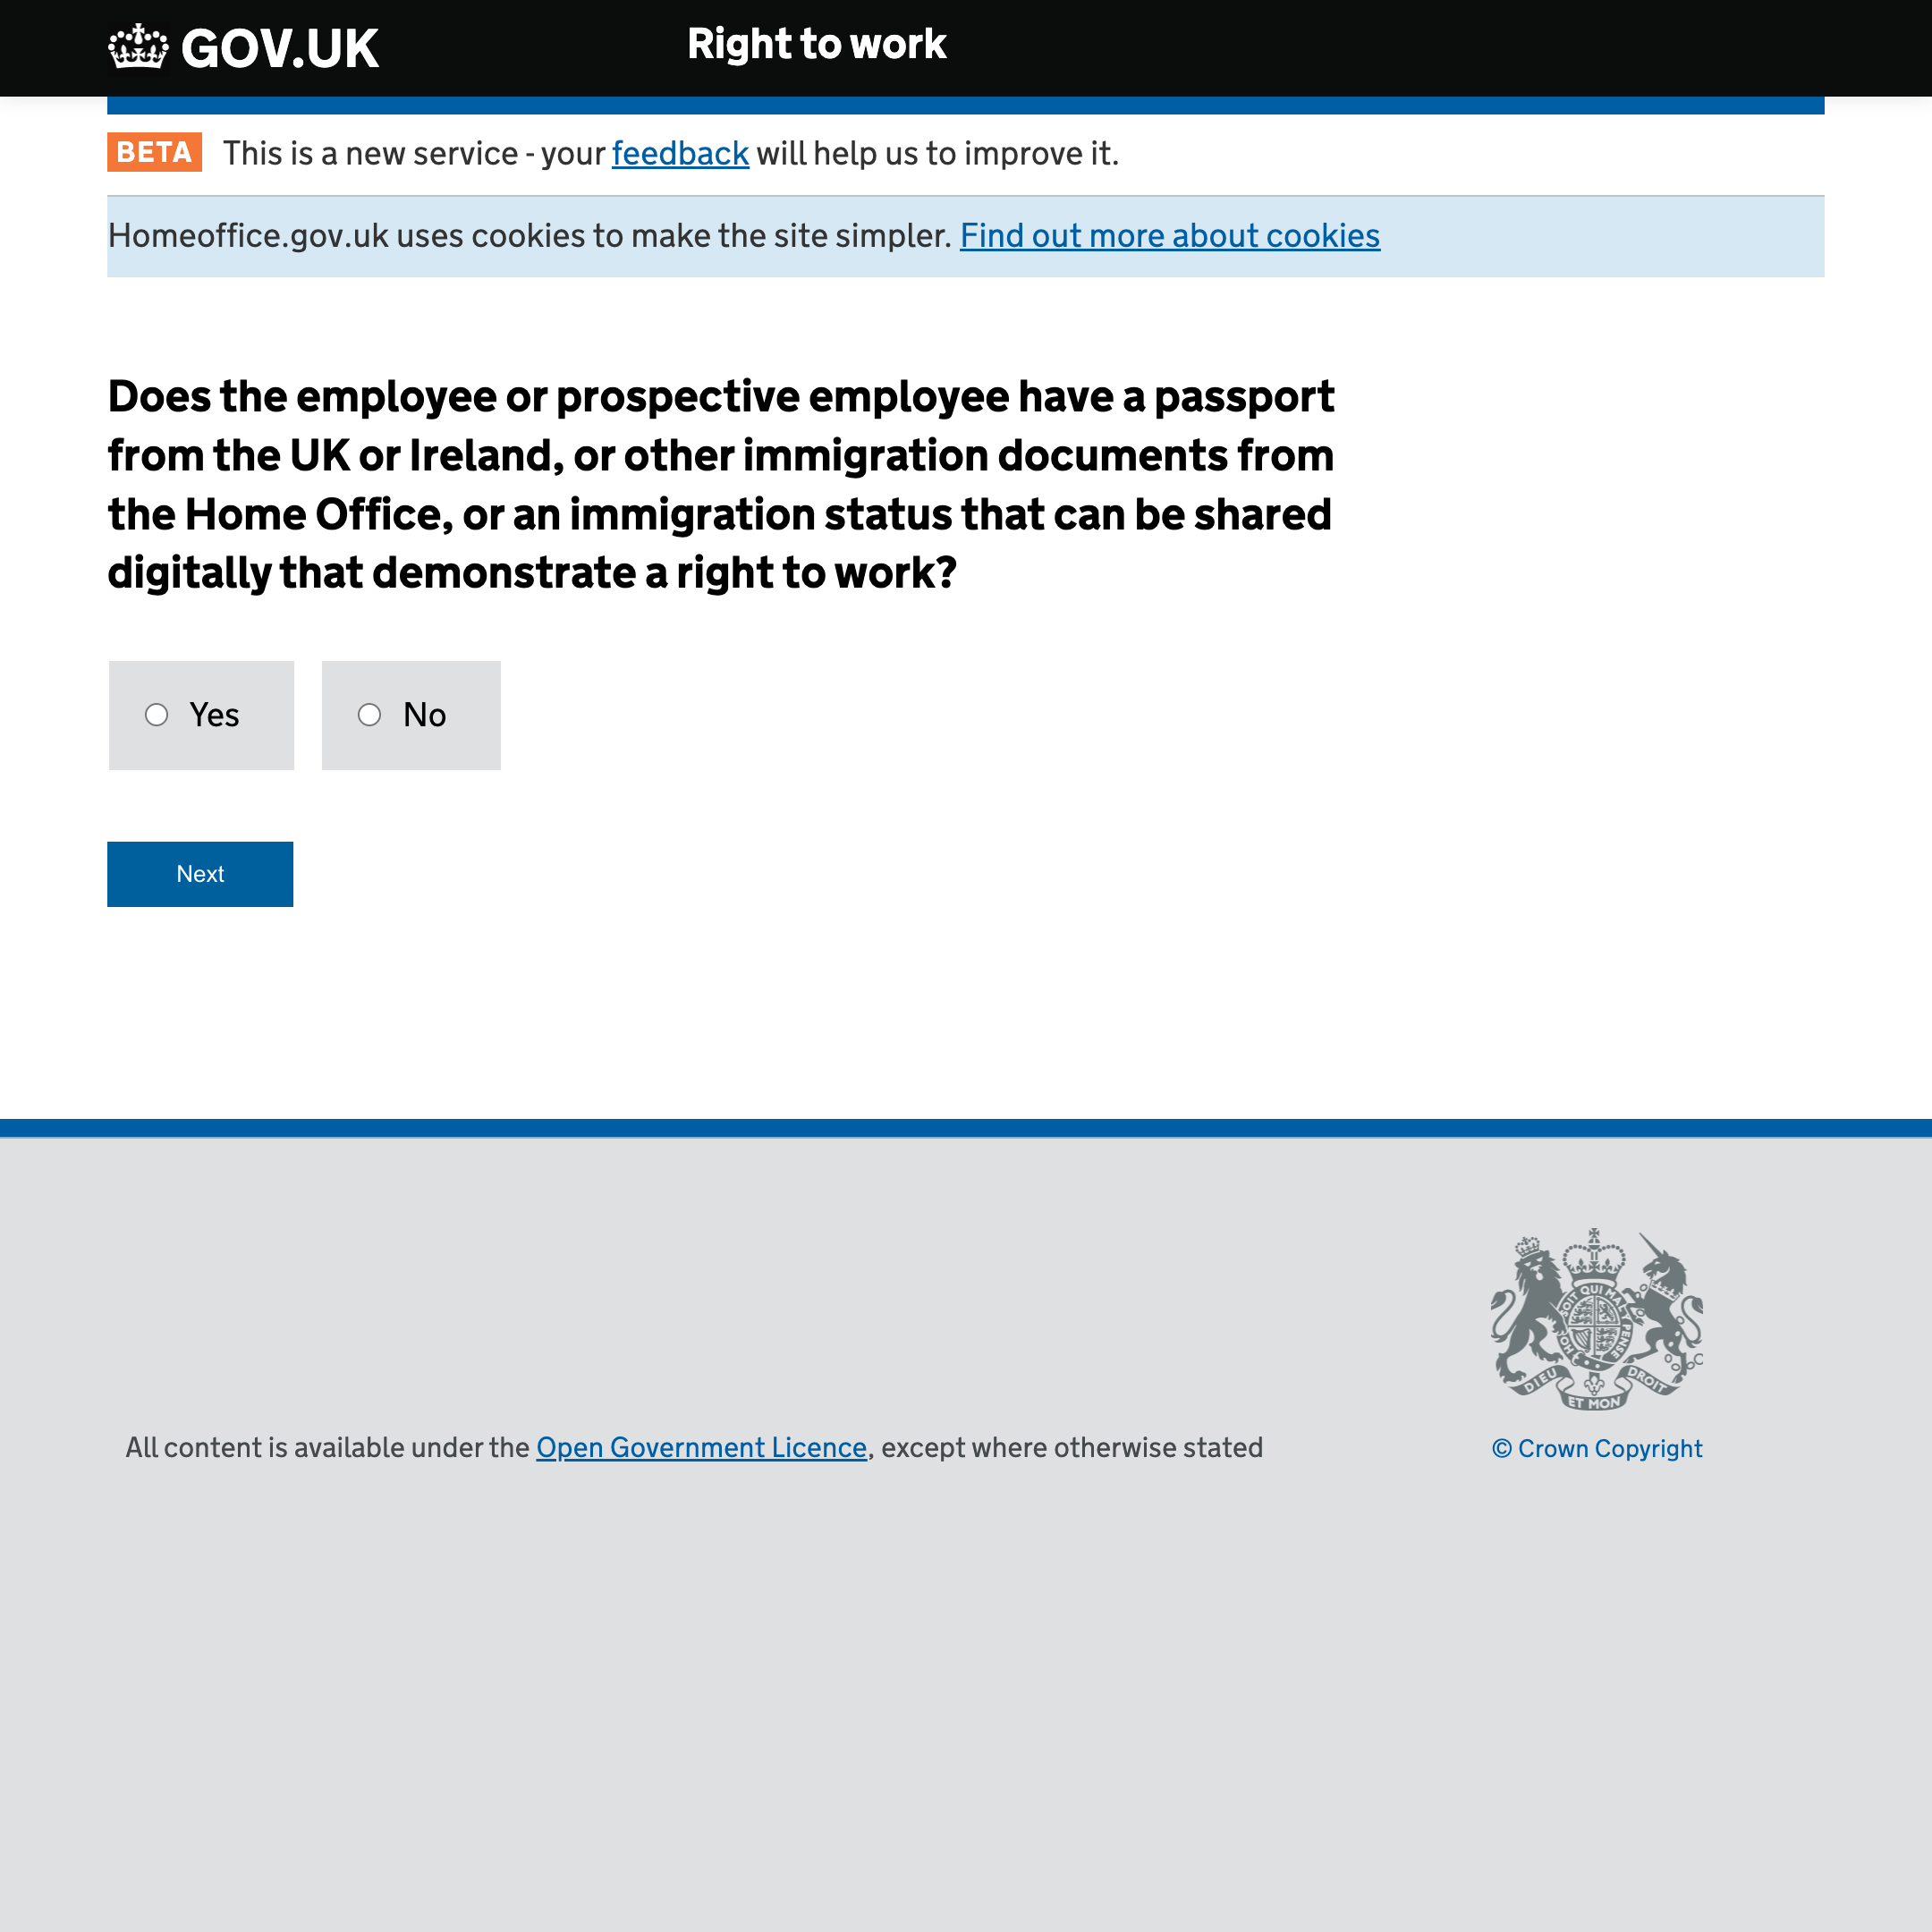 GOV.UK
Right to work
BETA This is a new service - your feedback will help us to improve it.
Homeoffice.gov.uk uses cookies to make the site simpler. Find out more about cookies
Does the employee or prospective employee have a passport
from the UK or Ireland, or other immigration documents from
the Home Office, or an immigration status that can be shared
digitally that demonstrate a right to work?
Yes
No
Next
SOIT QUI MAL Y PENSE
HON
DIEU ET MON DROIT
All content is available under the Open Government Licence, except where otherwise stated
© Crown Copyright